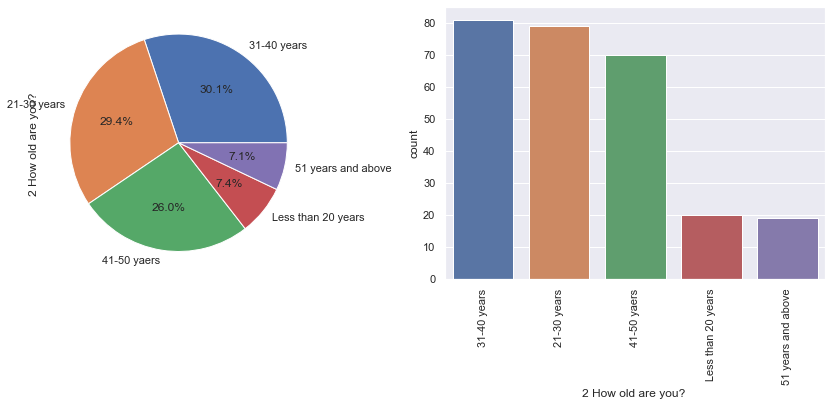 31-40 years
30.1%
21-30 years
29.4%
2 How old are you?
7.1%
51 years and above
7.4%
26.0%
Less than 20 years
41-50 yaers
80
70
60
50
40
30
20
10
0
count
31-40 years
21-30 years
41-50 yaers
Less than 20 years
51 years and above
2 How old are you?